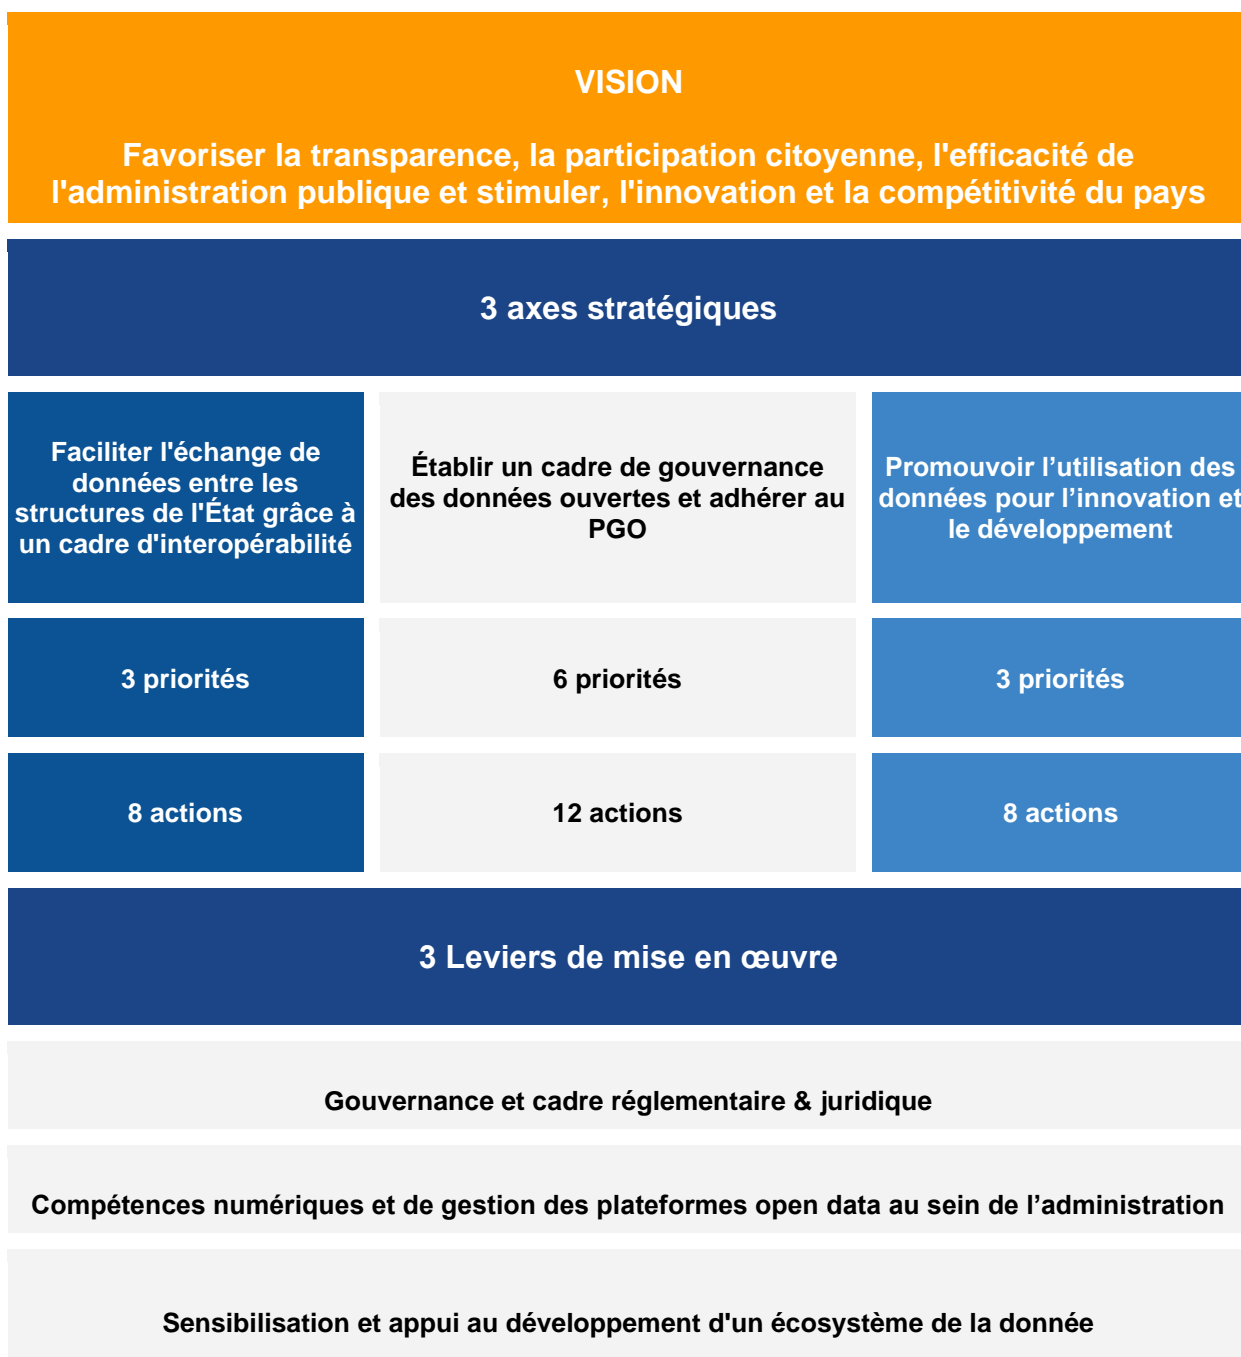 VISION
Favoriser la transparence, la participation citoyenne, l'efficacité de
l'administration publique et stimuler, l'innovation et la compétitivité du pays
3 axes stratégiques
Faciliter l'échange de
données entre les
structures de l'État grâce à
un cadre d'interopérabilité
Établir un cadre de gouvernance
des données ouvertes et adhérer au
PGO
Promouvoir l’utilisation des
données pour l’innovation et
le développement
3 priorités
6 priorités
3 priorités
8 actions
12 actions
8 actions
3 Leviers de mise en œuvre
Gouvernance et cadre réglementaire & juridique
Compétences numériques et de gestion des plateformes open data au sein de l’administration
Sensibilisation et appui au développement d'un écosystème de la donnée